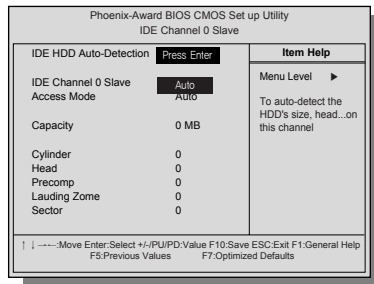 Phoenix-Award BIOS CMOS Set up Utility
IDE Channel 0 Slave
IDE HDD Auto-Detection Press Enter
Item Help
IDE Channel 0 Slave Auto
Access Mode Auto
Capacity 0 MB
Cylinder 0
Head 0
Precomp 0
Lauding Zome 0
Sector 0
Menu Level ▶
To auto-detect the
HDD's size, head...on
this channel
↑↓→←:Move Enter:Select +/-/PU/PD:Value F10:Save ESC:Exit F1:General Help
F5:Previous Values F7:Optimized Defaults